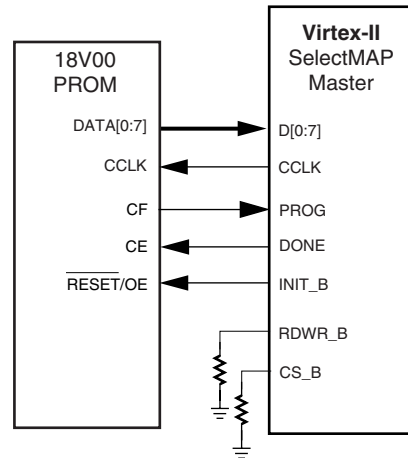 18V00
PROM
DATA[0:7]
CCLK
CF
CE
RESET/OE
Virtex-II
SelectMAP
Master
D[0:7]
CCLK
PROG
DONE
INIT_B
RDWR_B
CS_B